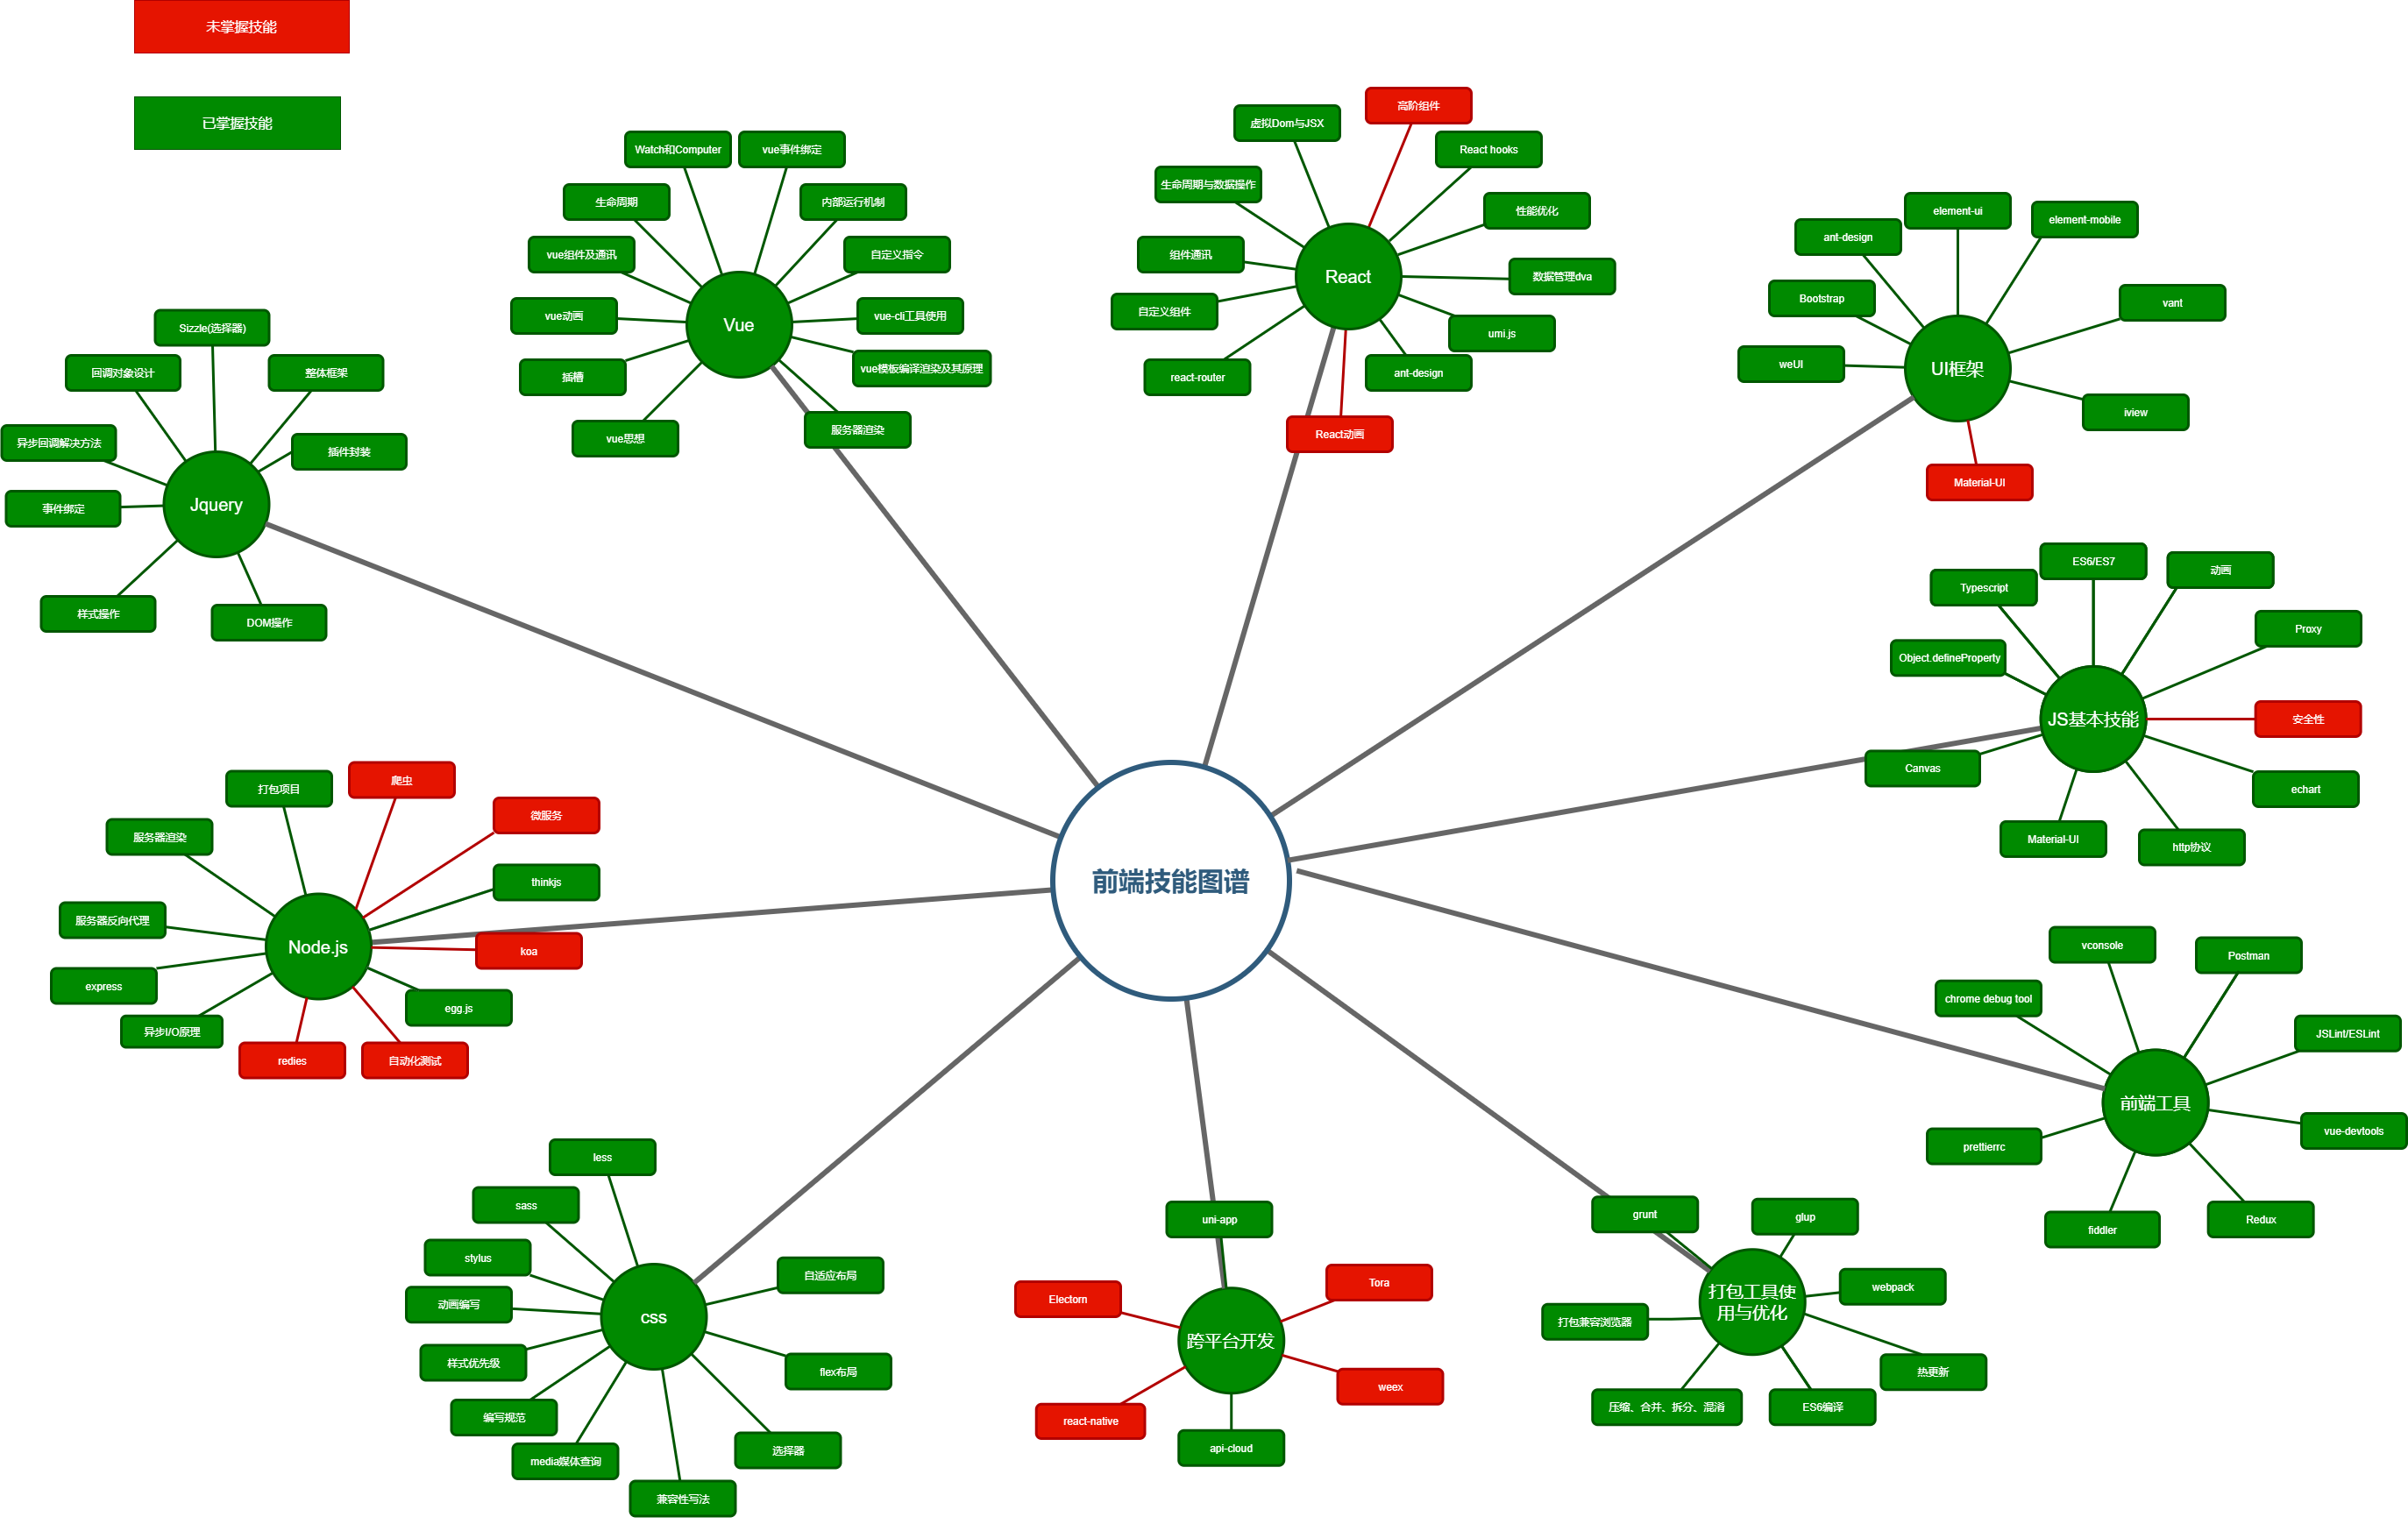 未掌握技能
已掌握技能
Watch和Computer
vue事件绑定
生命周期
内部运行机制
vue组件及通讯
自定义指令
vue动画
Vue
vue-cli工具使用
插槽
vue模板编译渲染及其原理
vue思想
服务器渲染
高阶组件
虚拟Dom与JSX
React hooks
生命周期与数据操作
性能优化
组件通讯
React
数据管理dva
自定义组件
umi.js
react-router
ant-design
React动画
element-ui
element-mobile
ant-design
Bootstrap
vant
weUI
UI框架
iview
Material-UI
Sizzle(选择器)
回调对象设计
整体框架
异步回调解决方法
插件封装
事件绑定
Jquery
样式操作
DOM操作
ES6/ES7
动画
Typescript
Proxy
Object.defineProperty
JS基本技能
安全性
Canvas
echart
Material-UI
http协议
前端技能图谱
爬虫
打包项目
微服务
服务器渲染
thinkjs
服务器反向代理
Node.js
koa
express
egg.js
异步I/O原理
redies
自动化测试
vconsole
Postman
chrome debug tool
JSLint/ESLint
前端工具
vue-devtools
prettierrc
fiddler
Redux
less
sass
stylus
自适应布局
动画编写
css
样式优先级
flex布局
编写规范
选择器
media媒体查询
兼容性写法
uni-app
Electorn
Tora
跨平台开发
weex
react-native
api-cloud
grunt
glup
webpack
打包工具使
用与优化
打包兼容浏览器
热更新
压缩、合并、拆分、混淆
ES6编译